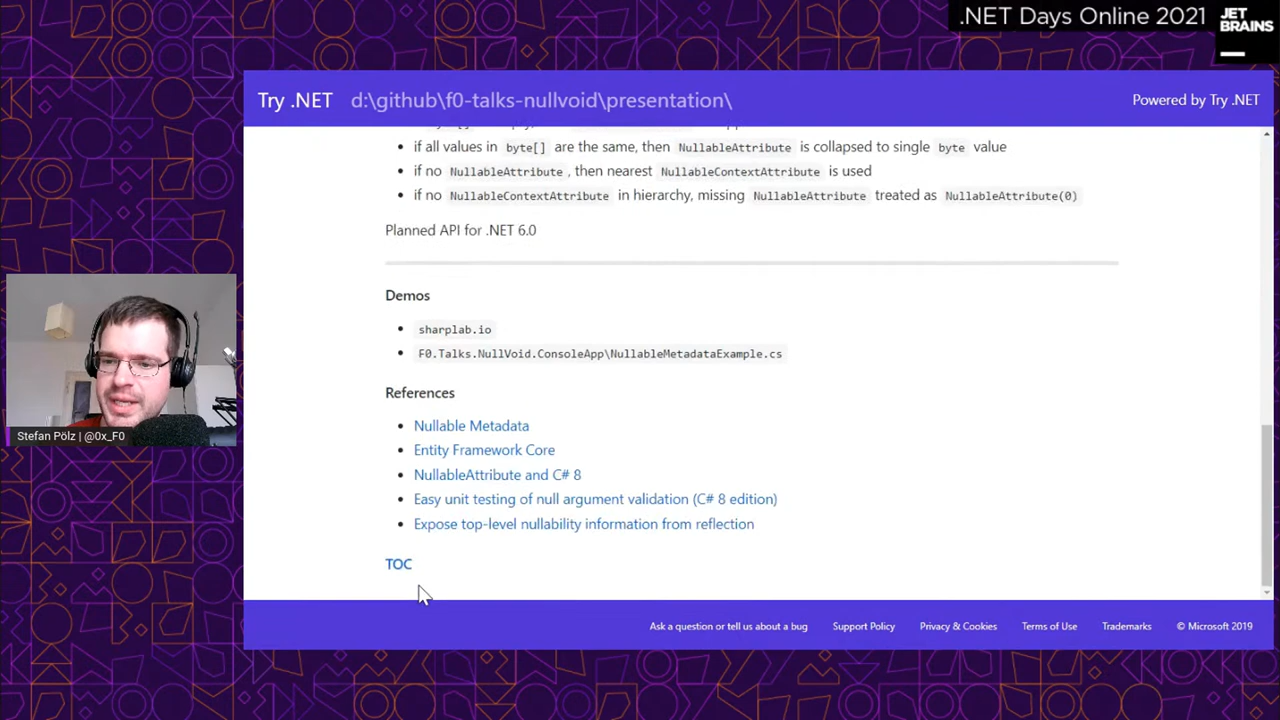 .NET Days Online 2021
JET
BRAINS
Try .NET d:\github\f0-talks-nullvoid\presentation\
Powered by Try .NET
if all values in byte[] are the same, then NullableAttribute is collapsed to single byte value
if no NullableAttribute , then nearest NullableContextAttribute is used
if no NullableContextAttribute in hierarchy, missing NullableAttribute treated as NullableAttribute(0)
Planned API for .NET 6.0
Demos
sharplab.io
F0.Talks.NullVoid.ConsoleApp\NullableMetadataExample.cs
References
Nullable Metadata
Entity Framework Core
NullableAttribute and C# 8
Easy unit testing of null argument validation (C# 8 edition)
Expose top-level nullability information from reflection
TOC
Stefan Pölz | @0x_F0
Ask a question or tell us about a bug Support Policy Privacy & Cookies Terms of Use Trademarks © Microsoft 2019